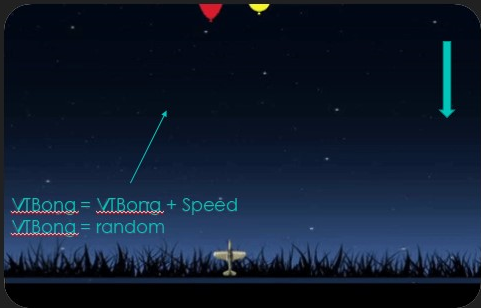 VTBong = VTBong + Speed
VTBong = random